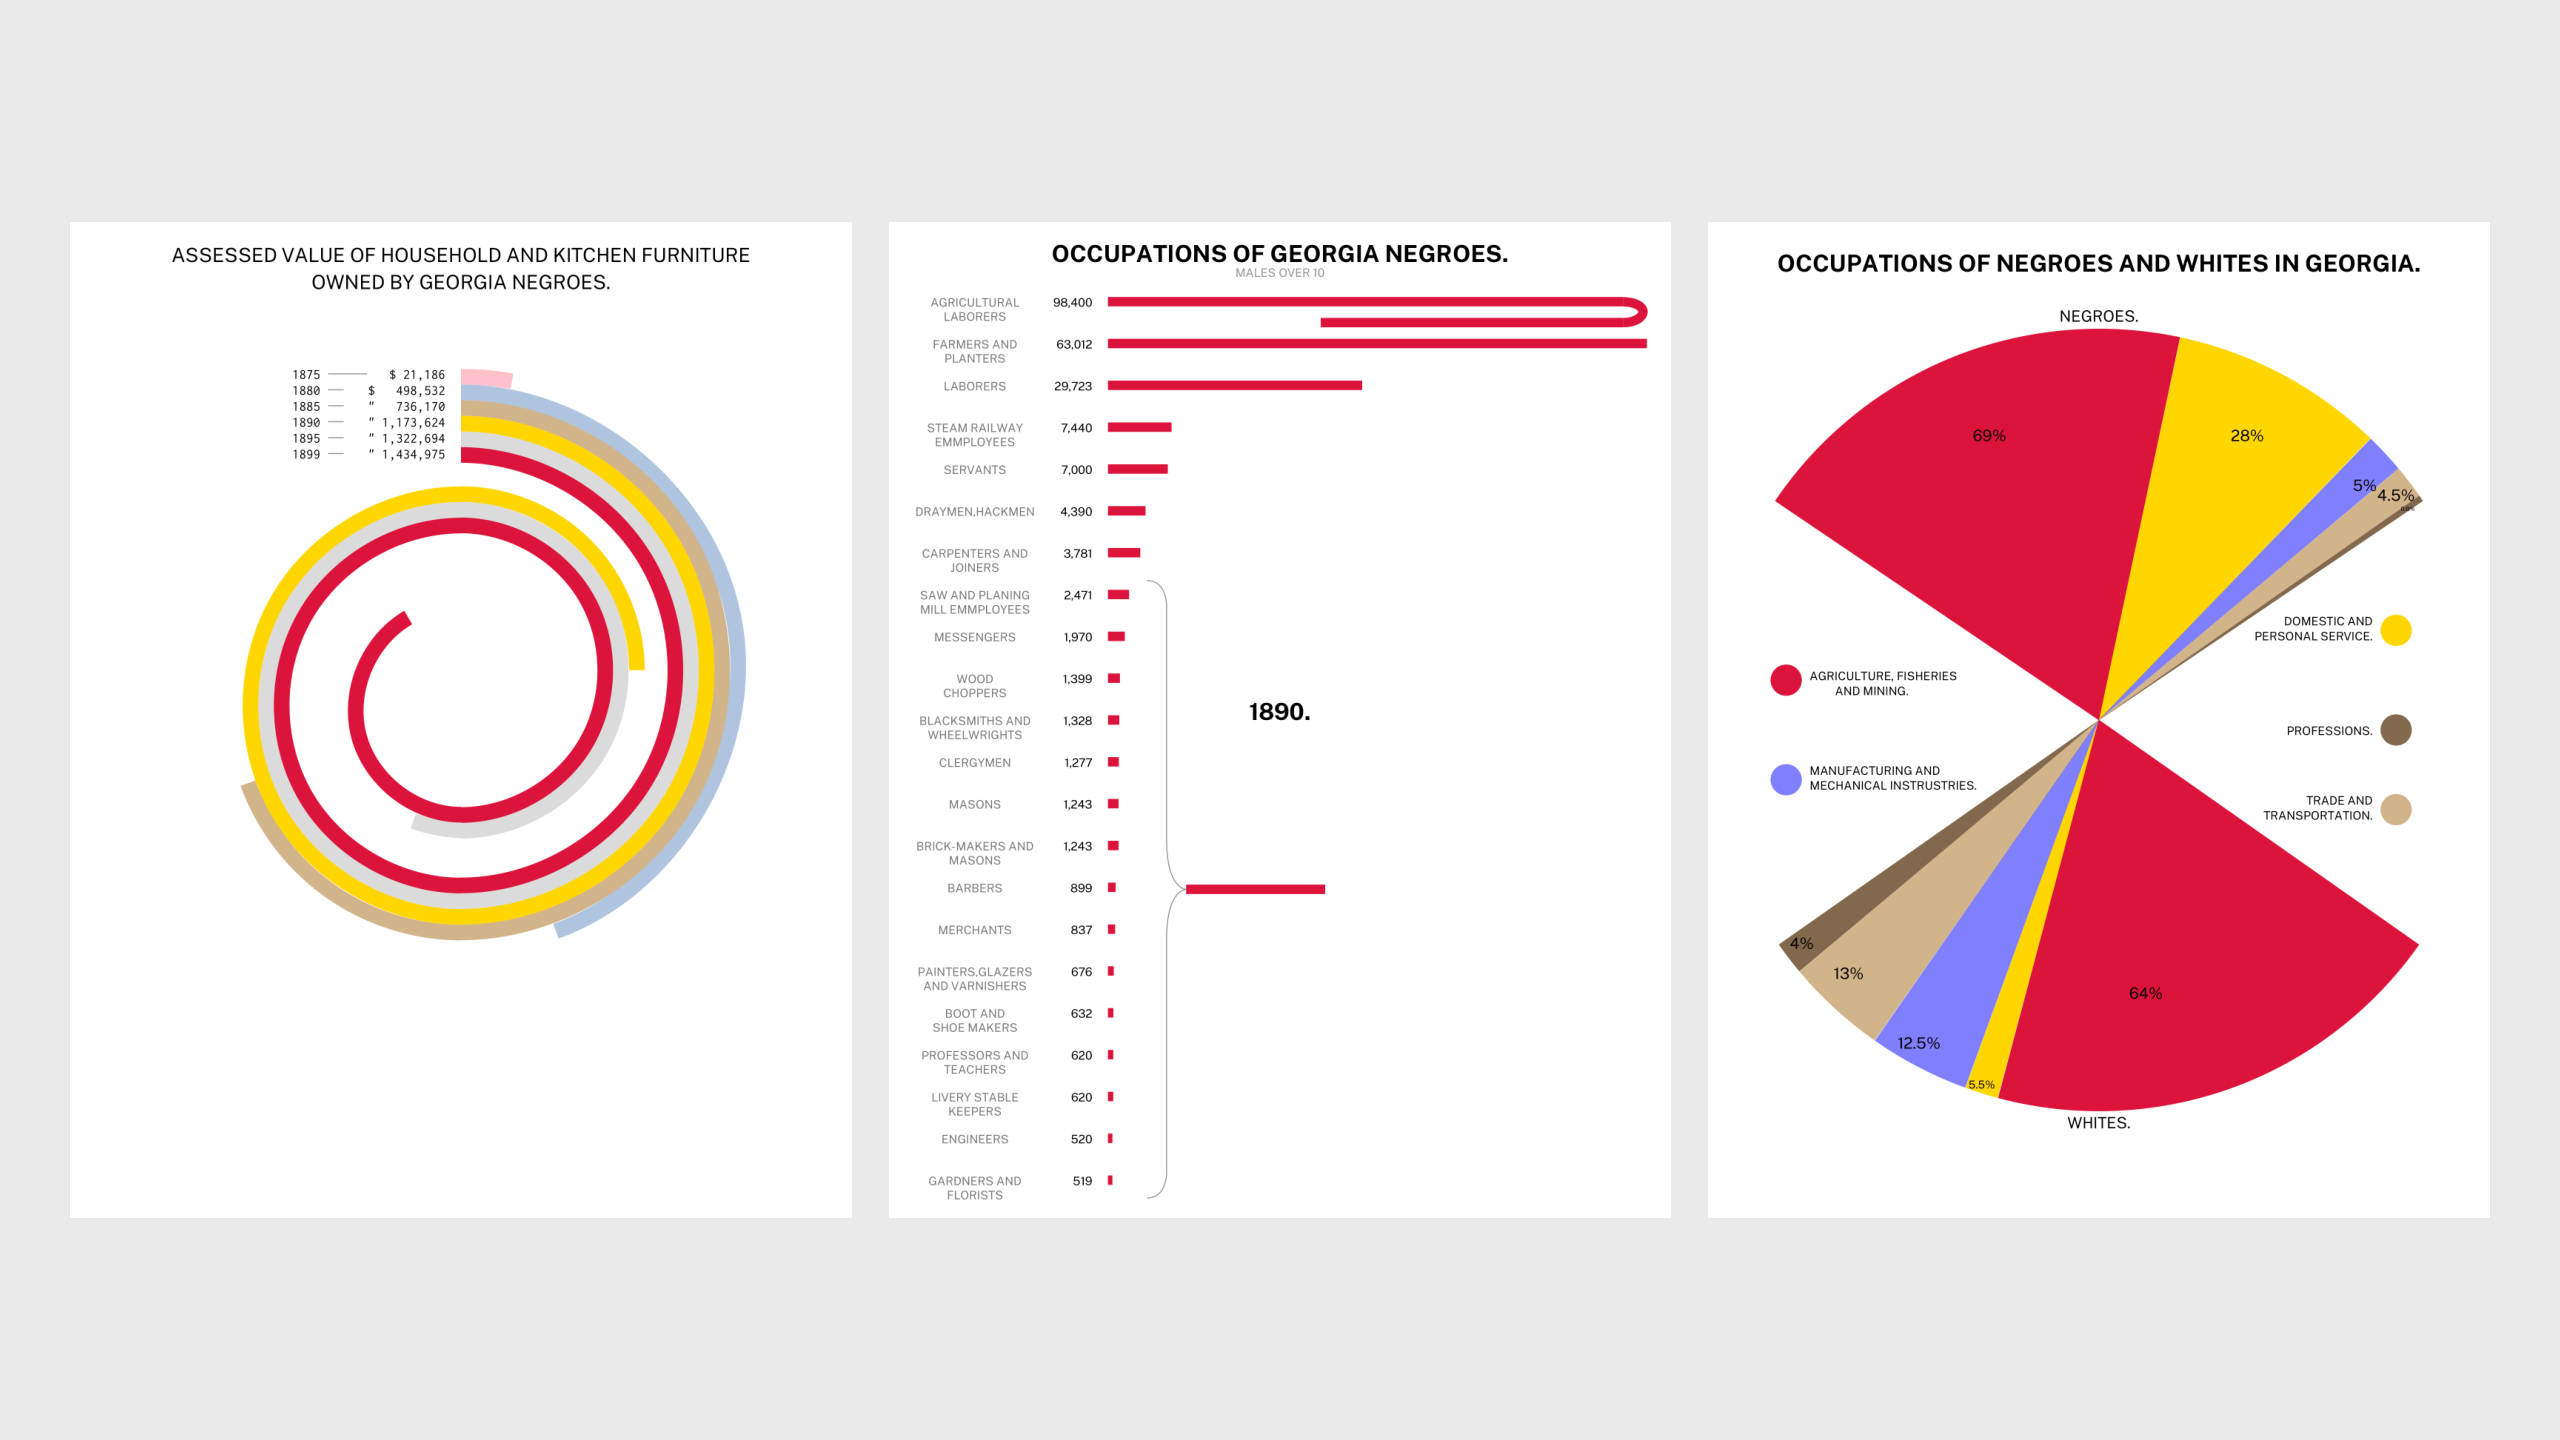 ASSESSED VALUE OF HOUSEHOLD AND KITCHEN FURNITURE
OWNED BY GEORGIA NEGROES.
1875 $ 21,186
1880 $ 498,532
1885 " 736,170
1890 " 1,173,624
1895 " 1,322,694
1899 " 1,434,975
OCCUPATIONS OF GEORGIA NEGROES.
MALES OVER 10
AGRICULTURAL
LABORERS
98,400
FARMERS AND
PLANTERS
63,012
LABORERS
29,723
STEAM RAILWAY
EMMPLOYEES
7,440
SERVANTS
7,000
DRAYMEN,HACKMEN
4,390
CARPENTERS AND
JOINERS
3,781
SAW AND PLANING
MILL EMMPLOYEES
2,471
MESSENGERS
1,970
WOOD
CHOPPERS
1,399
BLACKSMITHS AND
WHEELWRIGHTS
1,328
CLERGYMEN
1,277
MASONS
1,243
BRICK-MAKERS AND
MASONS
1,243
BARBERS
899
MERCHANTS
837
PAINTERS,GLAZERS
AND VARNISHERS
676
BOOT AND
SHOE MAKERS
632
PROFESSORS AND
TEACHERS
620
LIVERY STABLE
KEEPERS
620
ENGINEERS
520
GARDNERS AND
FLORISTS
519
1890.
OCCUPATIONS OF NEGROES AND WHITES IN GEORGIA.
NEGROES.
69%
28%
5%
4.5%
DOMESTIC AND
PERSONAL SERVICE.
AGRICULTURE, FISHERIES
AND MINING.
PROFESSIONS.
MANUFACTURING AND
MECHANICAL INSTRUSTRIES.
TRADE AND
TRANSPORTATION.
4%
13%
12.5%
5.5%
64%
WHITES.